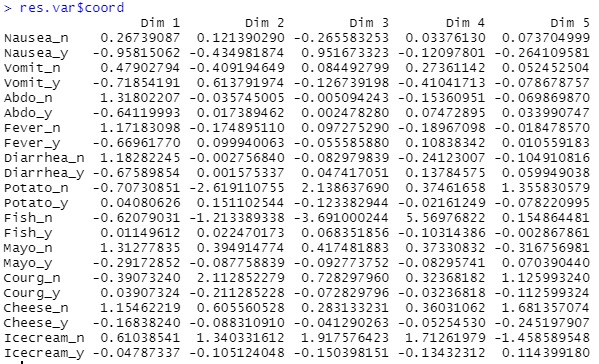 > res.var$coord
Dim 1 Dim 2 Dim 3 Dim 4 Dim 5
Nausea_n 0.26739087 0.121390290 -0.265583253 0.03376130 0.073704999
Nausea_y -0.95815062 -0.434981874 0.951673323 -0.12097801 -0.264109581
Vomit_n 0.47902794 -0.409194649 0.084492799 0.27361142 0.052452504
Vomit_y -0.71854191 0.613791974 -0.126739198 -0.41041713 -0.078678757
Abdo_n 1.31802207 -0.035745005 -0.005094243 -0.15360951 -0.069869870
Abdo_y -0.64119993 0.017389462 0.002478280 0.07472895 0.033990747
Fever_n 1.17183098 -0.174895110 0.097275290 -0.18968098 -0.018478570
Fever_y -0.66961770 0.099940063 -0.055585880 0.10838342 0.010559183
Diarrhea_n 1.18282245 -0.002756840 -0.082979839 -0.24123007 -0.104910816
Diarrhea_y -0.67589854 0.001575337 0.047417051 0.13784575 0.059949038
Potato_n -0.70730851 -2.619110755 2.138637690 0.37461658 1.355830579
Potato_y 0.04080626 0.151102544 -0.123382944 -0.02161249 -0.078220995
Fish_n -0.62079031 -1.213389338 -3.691000244 5.56976822 0.154864481
Fish_y 0.01149612 0.022470173 0.068351856 -0.10314386 -0.002867861
Mayo_n 1.31277835 0.394914774 0.417481883 0.37330832 -0.316756981
Mayo_y -0.29172852 -0.087758839 -0.092773752 -0.08295741 0.070390440
Courg_n -0.39073240 2.112852279 0.728297960 0.32368182 1.125993240
Courg_y 0.03907324 -0.211285228 -0.072829796 -0.03236818 -0.112599324
Cheese_n 1.15462219 0.605560528 0.283133231 0.36031062 1.681357074
Cheese_y -0.16838240 -0.088310910 -0.041290263 -0.05254530 -0.245197907
Icecream_n 0.61038541 1.340331612 1.917576423 1.71261979 -1.458589548
Icecream_y -0.04787337 -0.105124048 -0.150398151 -0.13432312 0.114399180